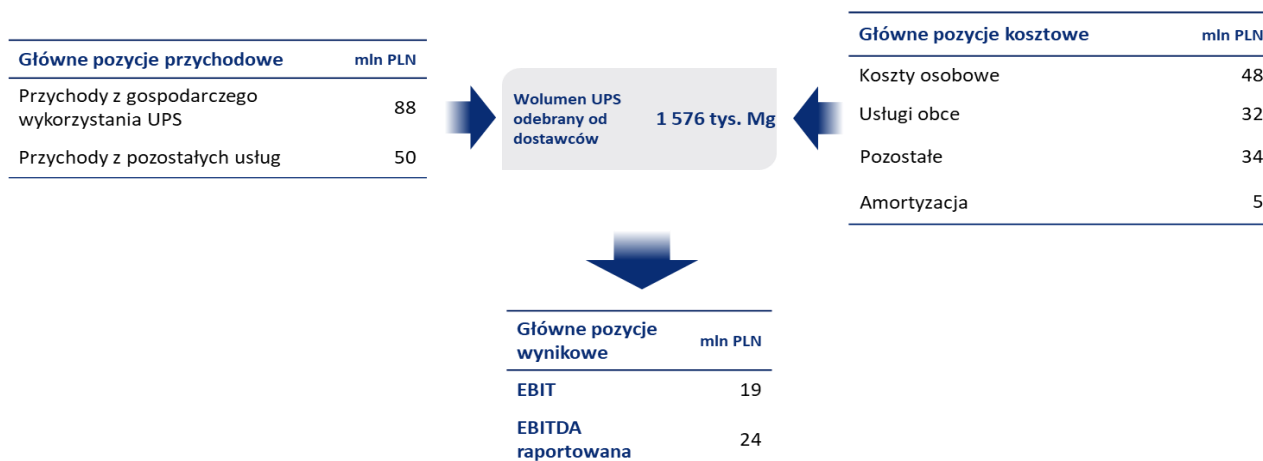 Główne pozycje przychodowe mln PLN
Przychody z gospodarczego
wykorzystania UPS 88
Przychody z pozostałych usług 50
Wolumen UPS
odebrany od
dostawców
1 576 tys. Mg
Główne pozycje kosztowe mln PLN
Koszty osobowe 48
Usługi obce 32
Pozostałe 34
Amortyzacja 5
Główne pozycje
wynikowe mln PLN
EBIT 19
EBITDA
raportowana 24